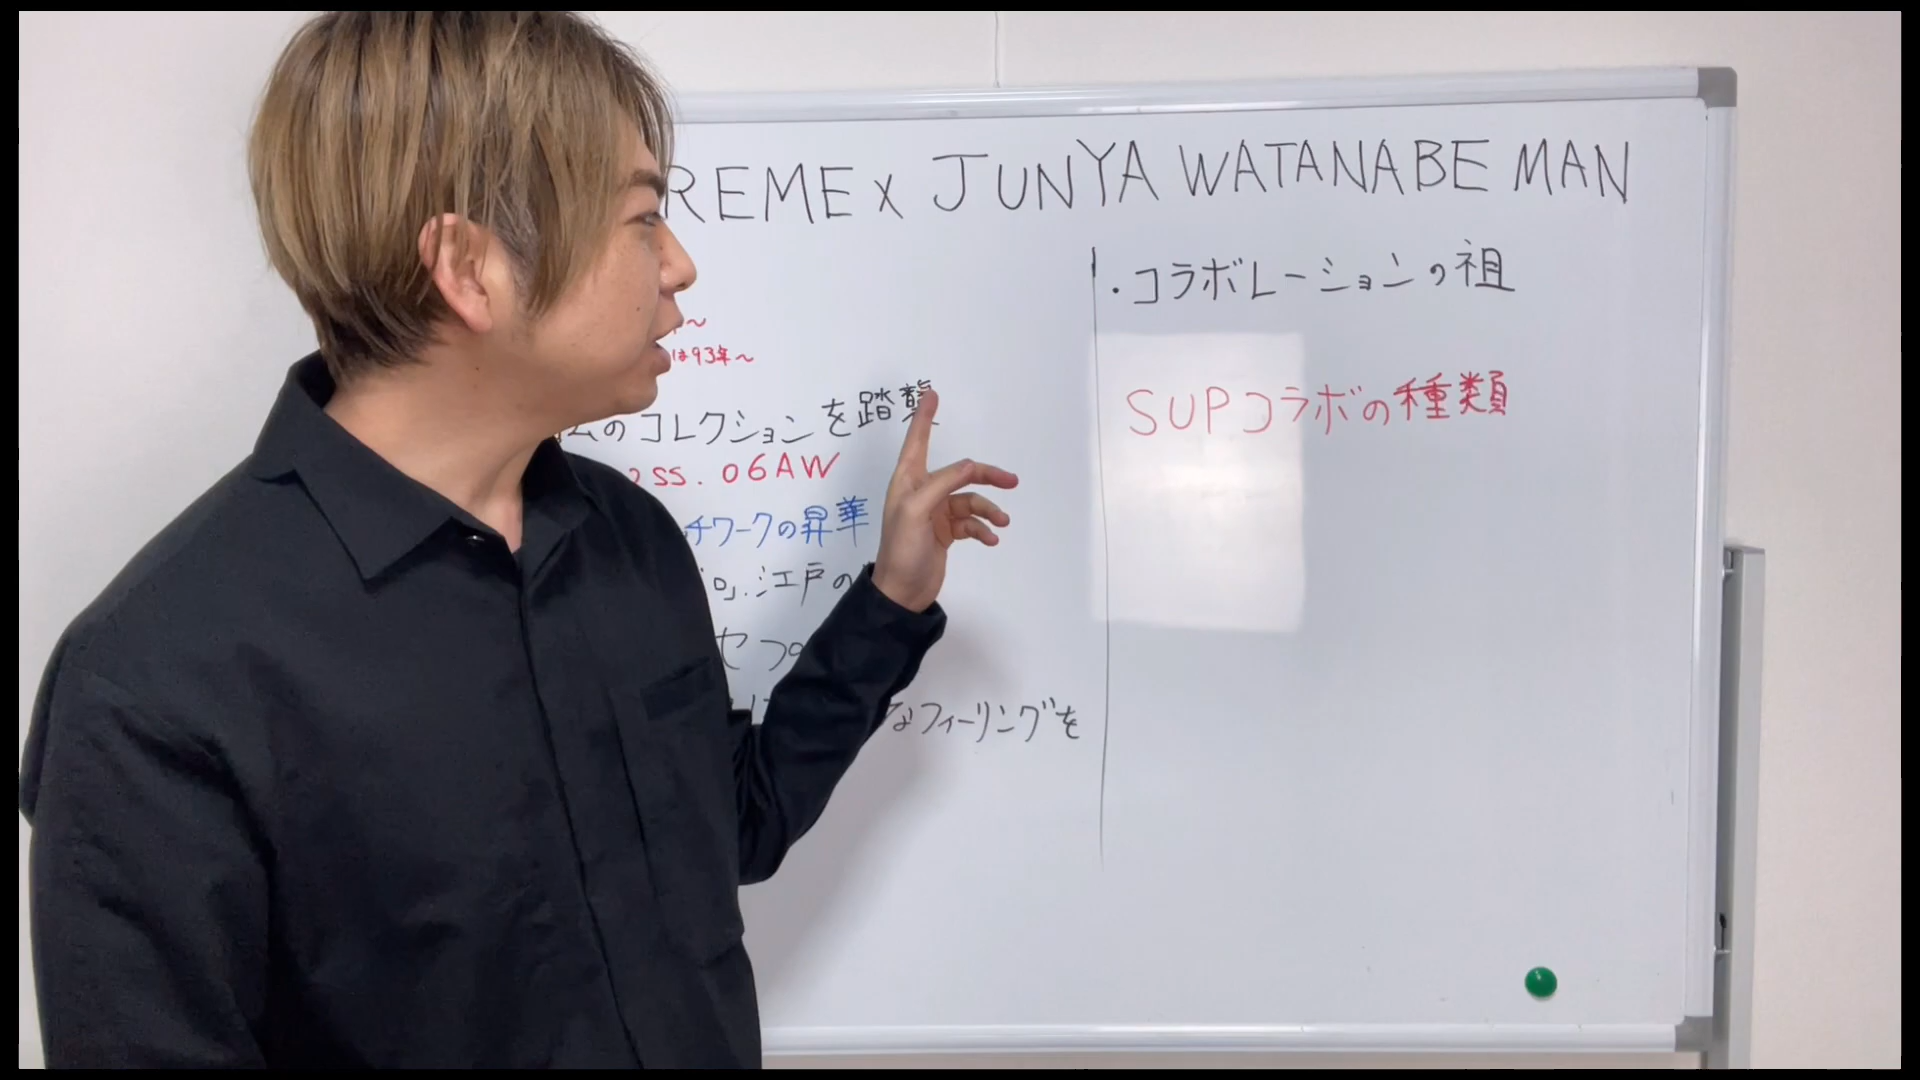 REME x JUNYA WATANABE MAN
〜
は93年〜
ムのコレクションを踏襲
SS. 06AW
チワークの昇華
江戸の
セつ
なフィーリングを
・コラボレーションの祖
SUPコラボの種類